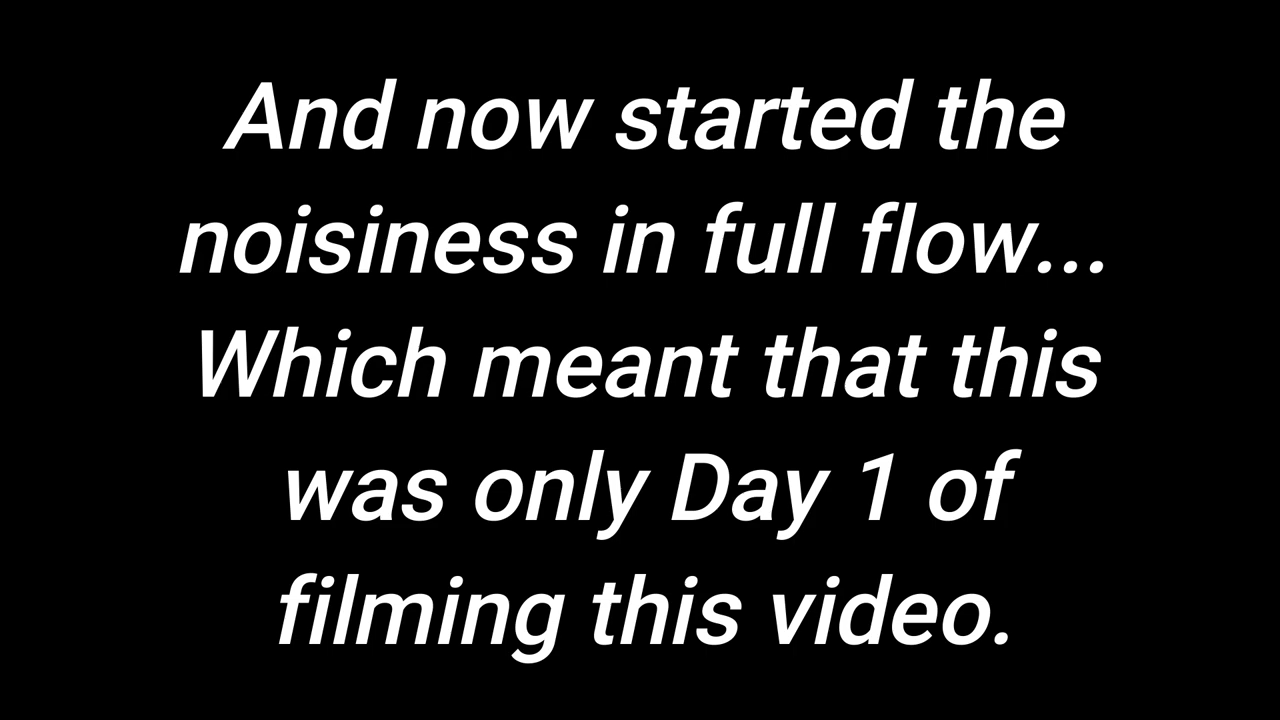 And now started the
noisiness in full flow...
Which meant that this
was only Day 1 of
filming this video.